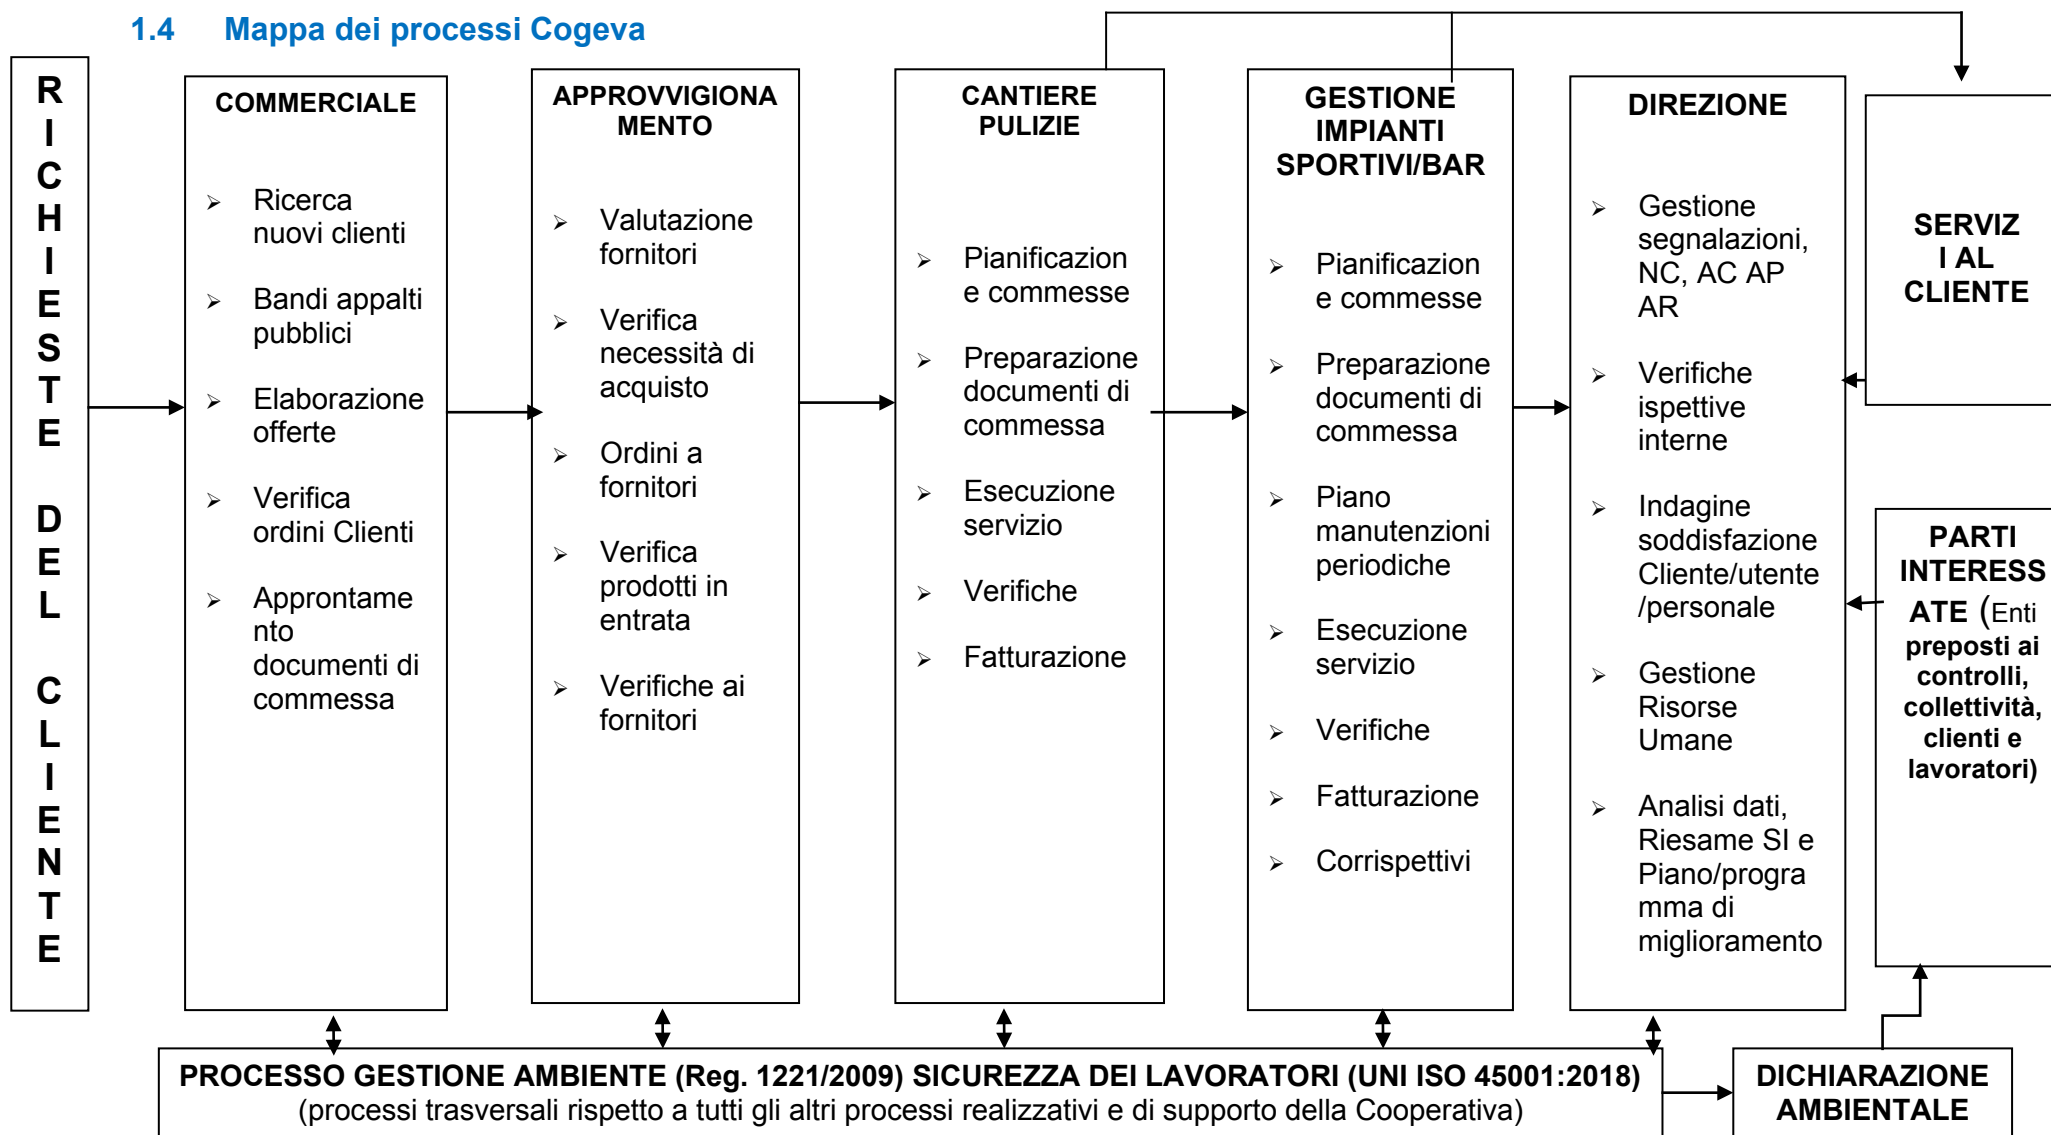 1.4 Mappa dei processi Cogeva
R
I
C
H
I
E
S
T
E
D
E
L
C
L
I
E
N
T
E
COMMERCIALE
➢ Ricerca
nuovi clienti
➢ Bandi appalti
pubblici
➢ Elaborazione
offerte
➢ Verifica
ordini Clienti
➢ Approntame
nto
documenti di
commessa
APPROVVIGIONA
MENTO
➢ Valutazione
fornitori
➢ Verifica
necessità di
acquisto
➢ Ordini a
fornitori
➢ Verifica
prodotti in
entrata
➢ Verifiche ai
fornitori
CANTIERE
PULIZIE
➢ Pianificazion
e commesse
➢ Preparazione
documenti di
commessa
➢ Esecuzione
servizio
➢ Verifiche
➢ Fatturazione
GESTIONE
IMPIANTI
SPORTIVI/BAR
➢ Pianificazion
e commesse
➢ Preparazione
documenti di
commessa
➢ Piano
manutenzioni
periodiche
➢ Esecuzione
servizio
➢ Verifiche
➢ Fatturazione
➢ Corrispettivi
DIREZIONE
➢ Gestione
segnalazioni,
NC, AC AP
AR
➢ Verifiche
ispettive
interne
➢ Indagine
soddisfazione
Cliente/utente
/personale
➢ Gestione
Risorse
Umane
➢ Analisi dati,
Riesame SI e
Piano/progra
mma di
miglioramento
SERVIZ
I AL
CLIENTE
PARTI
INTERESS
ATE (Enti
preposti ai
controlli,
collettività,
clienti e
lavoratori)
PROCESSO GESTIONE AMBIENTE (Reg. 1221/2009) SICUREZZA DEI LAVORATORI (UNI ISO 45001:2018)
(processi trasversali rispetto a tutti gli altri processi realizzativi e di supporto della Cooperativa)
DICHIARAZIONE
AMBIENTALE